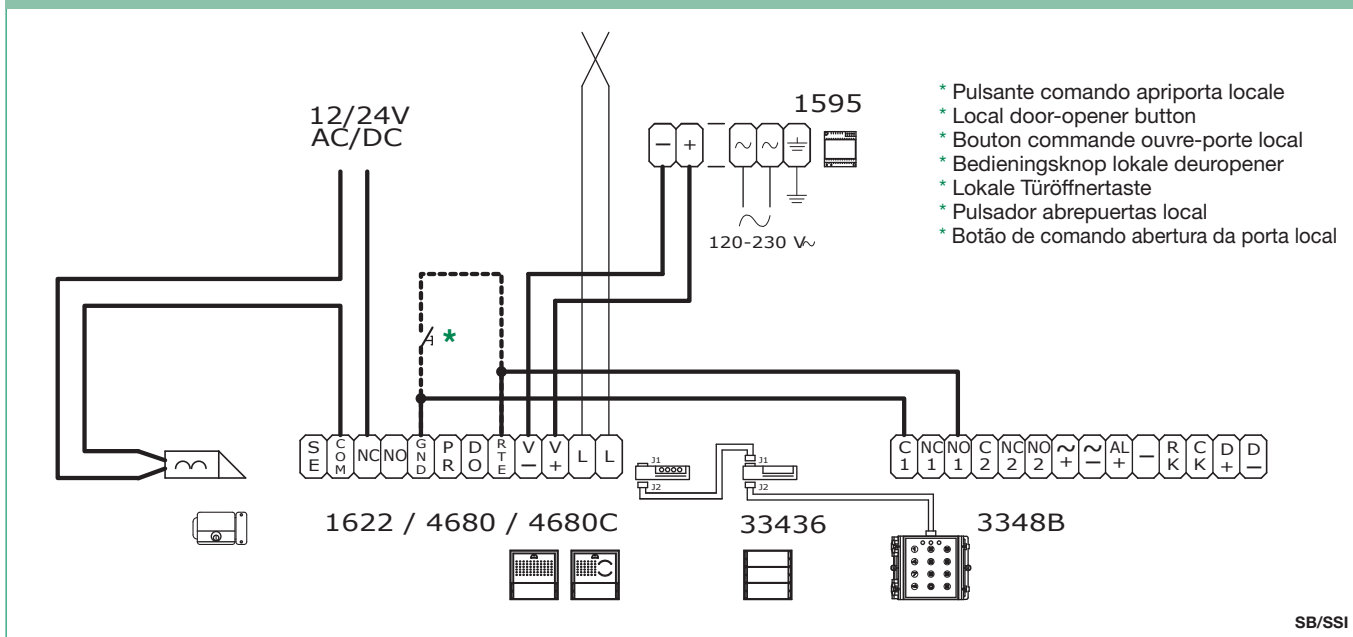 12/24V
AC/DC
1595
− +
120-230 V~
* Pulsante comando apriporta locale
* Local door-opener button
* Bouton commande ouvre-porte local
* Bedieningsknop lokale deuropener
* Lokale Türöffnertaste
* Pulsador abrepuertas local
* Botão de comando abertura da porta local
*
SE COM NC NO GND PR DO RTE V− V+ L L
J1
J2
J1
J2
C1 NC1 NO1 C2 NC2 NO2 ~+ ~− AL+ − RK CK D+ D−
1622 / 4680 / 4680C
33436
3348B
SB/SSI